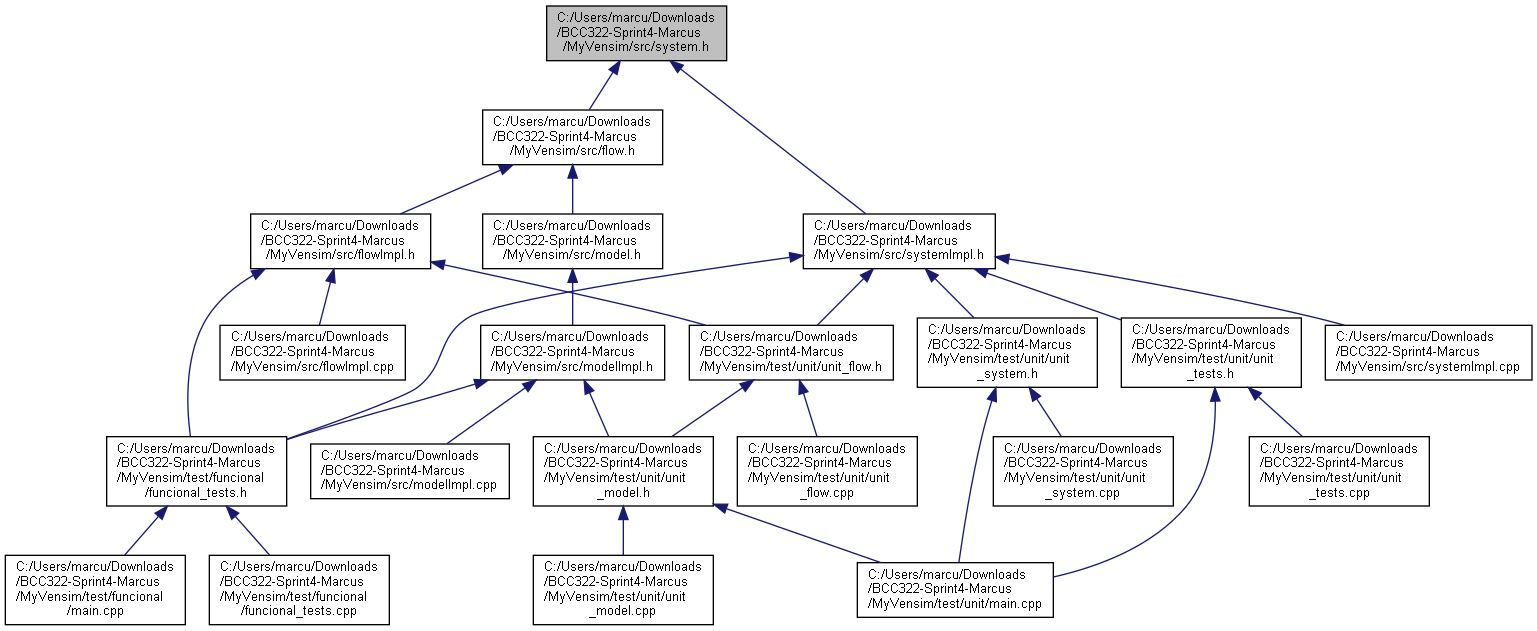 C:/Users/marcu/Downloads
/BCC322-Sprint4-Marcus
/MyVensim/src/system.h
C:/Users/marcu/Downloads
/BCC322-Sprint4-Marcus
/MyVensim/src/flow.h
C:/Users/marcu/Downloads
/BCC322-Sprint4-Marcus
/MyVensim/src/flowImpl.h
C:/Users/marcu/Downloads
/BCC322-Sprint4-Marcus
/MyVensim/src/model.h
C:/Users/marcu/Downloads
/BCC322-Sprint4-Marcus
/MyVensim/src/systemImpl.h
C:/Users/marcu/Downloads
/BCC322-Sprint4-Marcus
/MyVensim/src/flowImpl.cpp
C:/Users/marcu/Downloads
/BCC322-Sprint4-Marcus
/MyVensim/src/modelImpl.h
C:/Users/marcu/Downloads
/BCC322-Sprint4-Marcus
/MyVensim/test/unit/unit_flow.h
C:/Users/marcu/Downloads
/BCC322-Sprint4-Marcus
/MyVensim/test/unit/unit
_system.h
C:/Users/marcu/Downloads
/BCC322-Sprint4-Marcus
/MyVensim/test/unit/unit
_tests.h
C:/Users/marcu/Downloads
/BCC322-Sprint4-Marcus
/MyVensim/src/systemImpl.cpp
C:/Users/marcu/Downloads
/BCC322-Sprint4-Marcus
/MyVensim/test/funcional
/funcional_tests.h
C:/Users/marcu/Downloads
/BCC322-Sprint4-Marcus
/MyVensim/src/modelImpl.cpp
C:/Users/marcu/Downloads
/BCC322-Sprint4-Marcus
/MyVensim/test/unit/unit
_model.h
C:/Users/marcu/Downloads
/BCC322-Sprint4-Marcus
/MyVensim/test/unit/unit
_flow.cpp
C:/Users/marcu/Downloads
/BCC322-Sprint4-Marcus
/MyVensim/test/unit/unit
_system.cpp
C:/Users/marcu/Downloads
/BCC322-Sprint4-Marcus
/MyVensim/test/unit/unit
_tests.cpp
C:/Users/marcu/Downloads
/BCC322-Sprint4-Marcus
/MyVensim/test/funcional
/main.cpp
C:/Users/marcu/Downloads
/BCC322-Sprint4-Marcus
/MyVensim/test/funcional
/funcional_tests.cpp
C:/Users/marcu/Downloads
/BCC322-Sprint4-Marcus
/MyVensim/test/unit/unit
_model.cpp
C:/Users/marcu/Downloads
/BCC322-Sprint4-Marcus
/MyVensim/test/unit/main.cpp